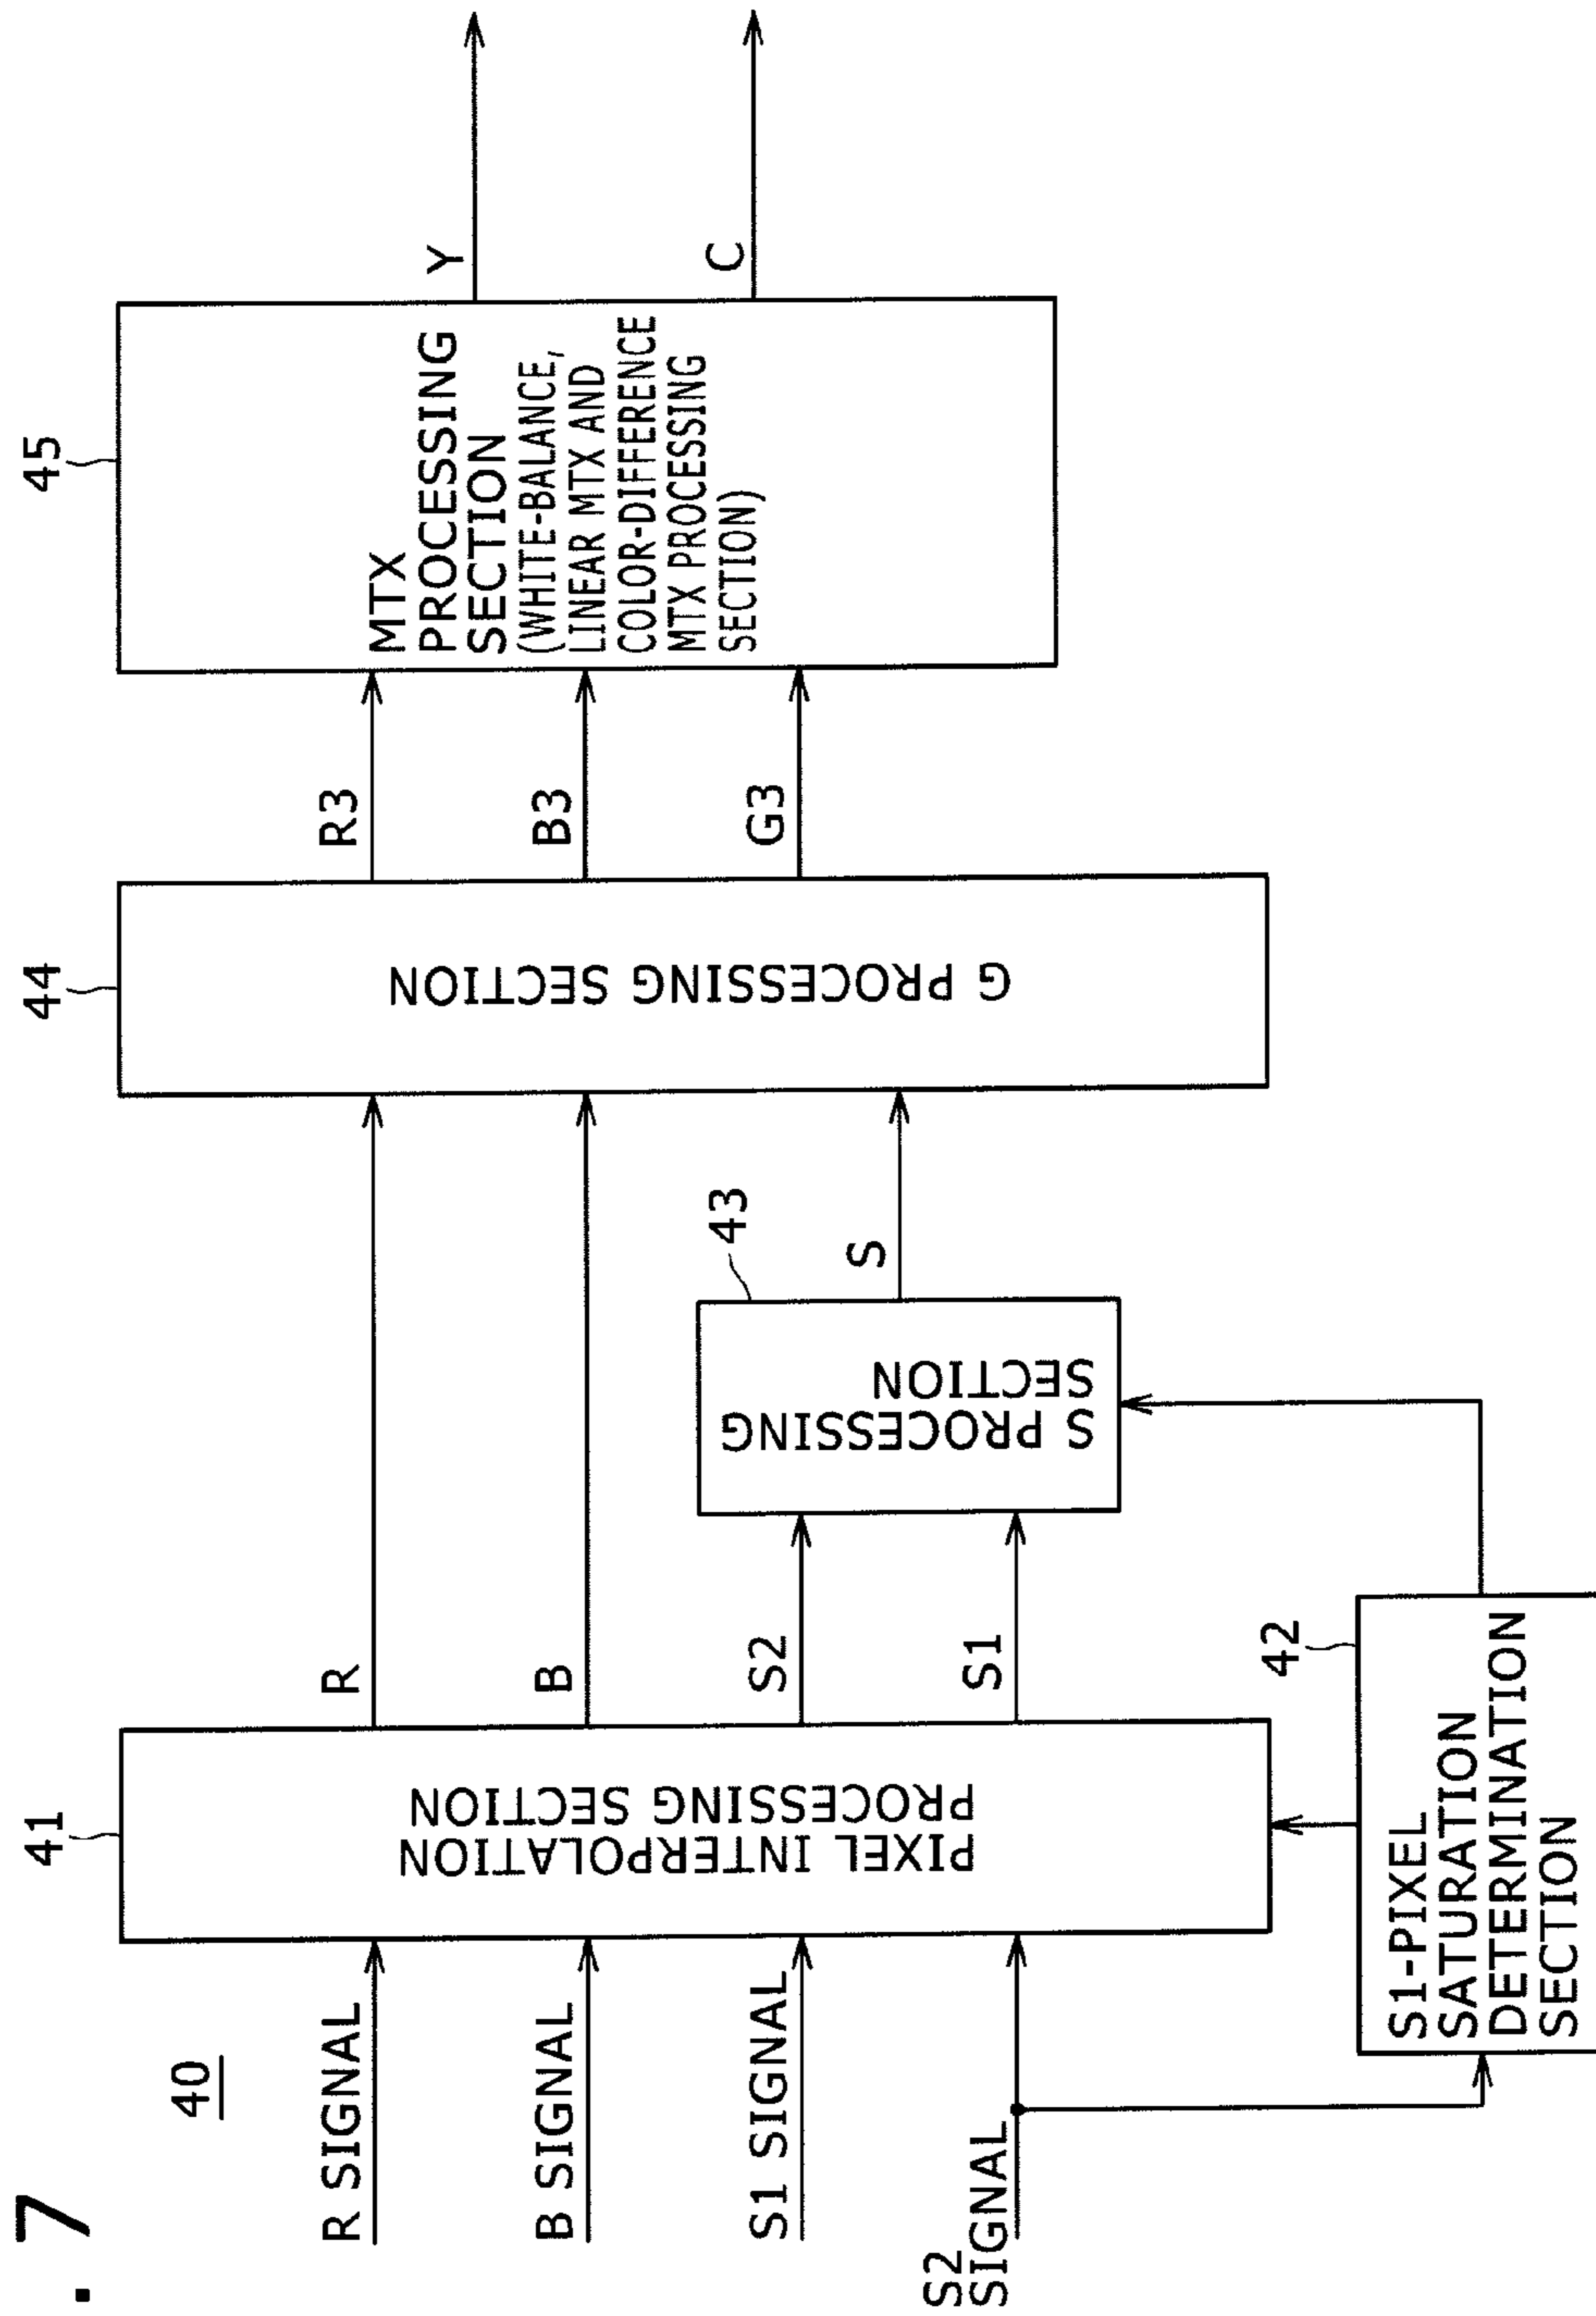 . 7
40
R SIGNAL
B SIGNAL
S1 SIGNAL
S2
SIGNAL
41
PIXEL INTERPOLATION
PROCESSING SECTION
S1-PIXEL
SATURATION
DETERMINATION
SECTION
42
R
B
S2
S1
S PROCESSING
SECTION
43
S
44
G PROCESSING SECTION
R3
B3
G3
45
MTX
PROCESSING
SECTION
(WHITE-BALANCE,
LINEAR MTX AND
COLOR-DIFFERENCE
MTX PROCESSING
SECTION)
Y
C